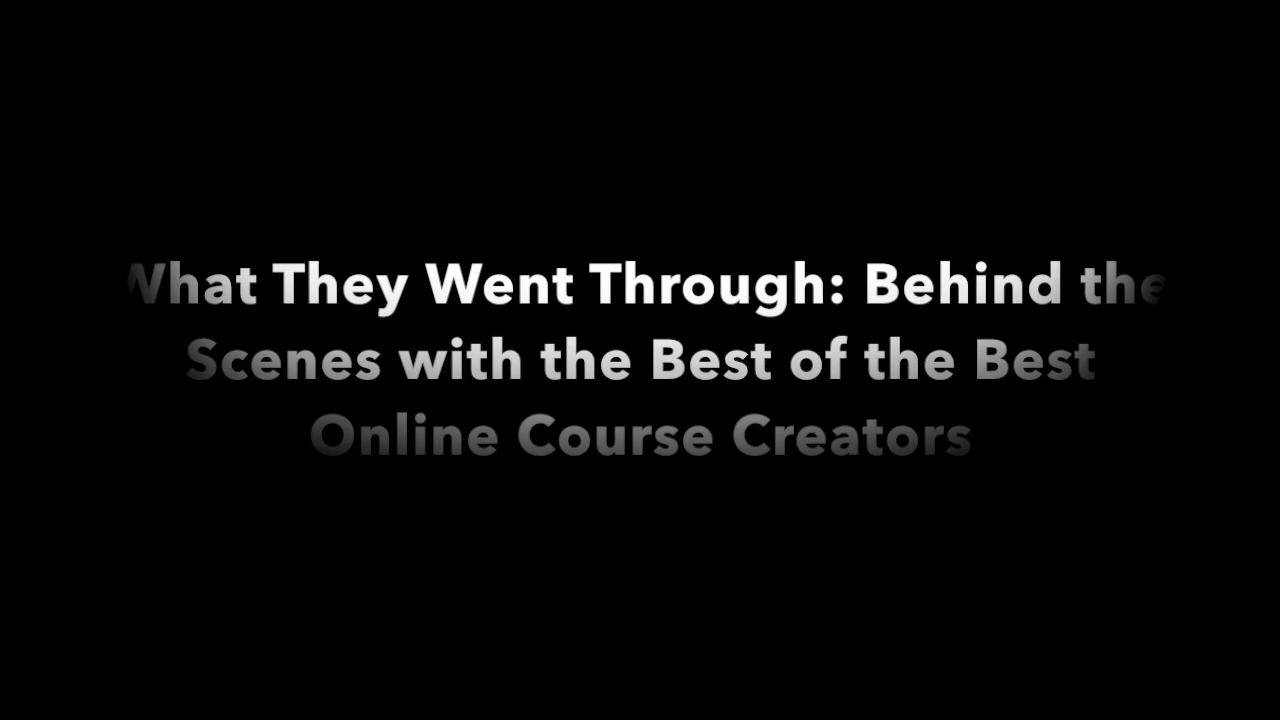 What They Went Through: Behind the
Scenes with the Best of the Best
Online Course Creators